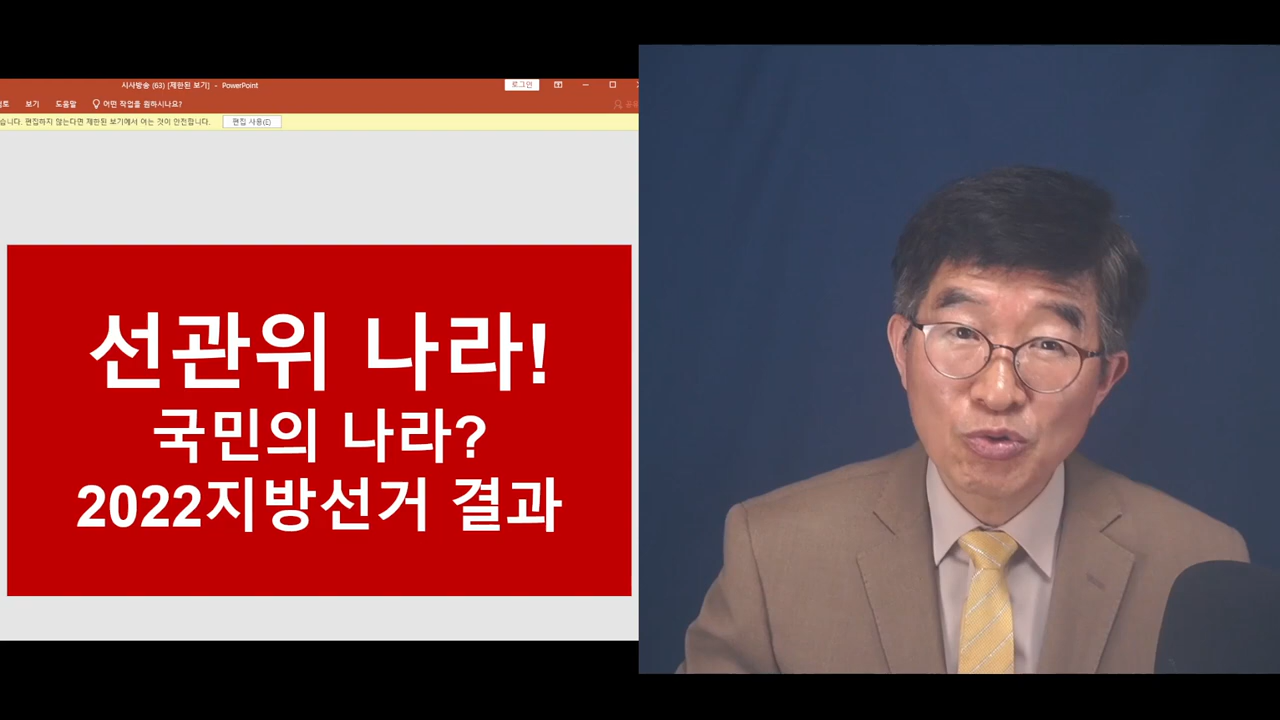 시사방송 (63) [제한된 보기] - PowerPoint
로그인
보기 도움말 어떤 작업을 원하시나요?
편집하지 않는다면 제한된 보기에서 여는 것이 안전합니다. 편집 사용(E)
선관위 나라!
국민의 나라?
2022지방선거 결과